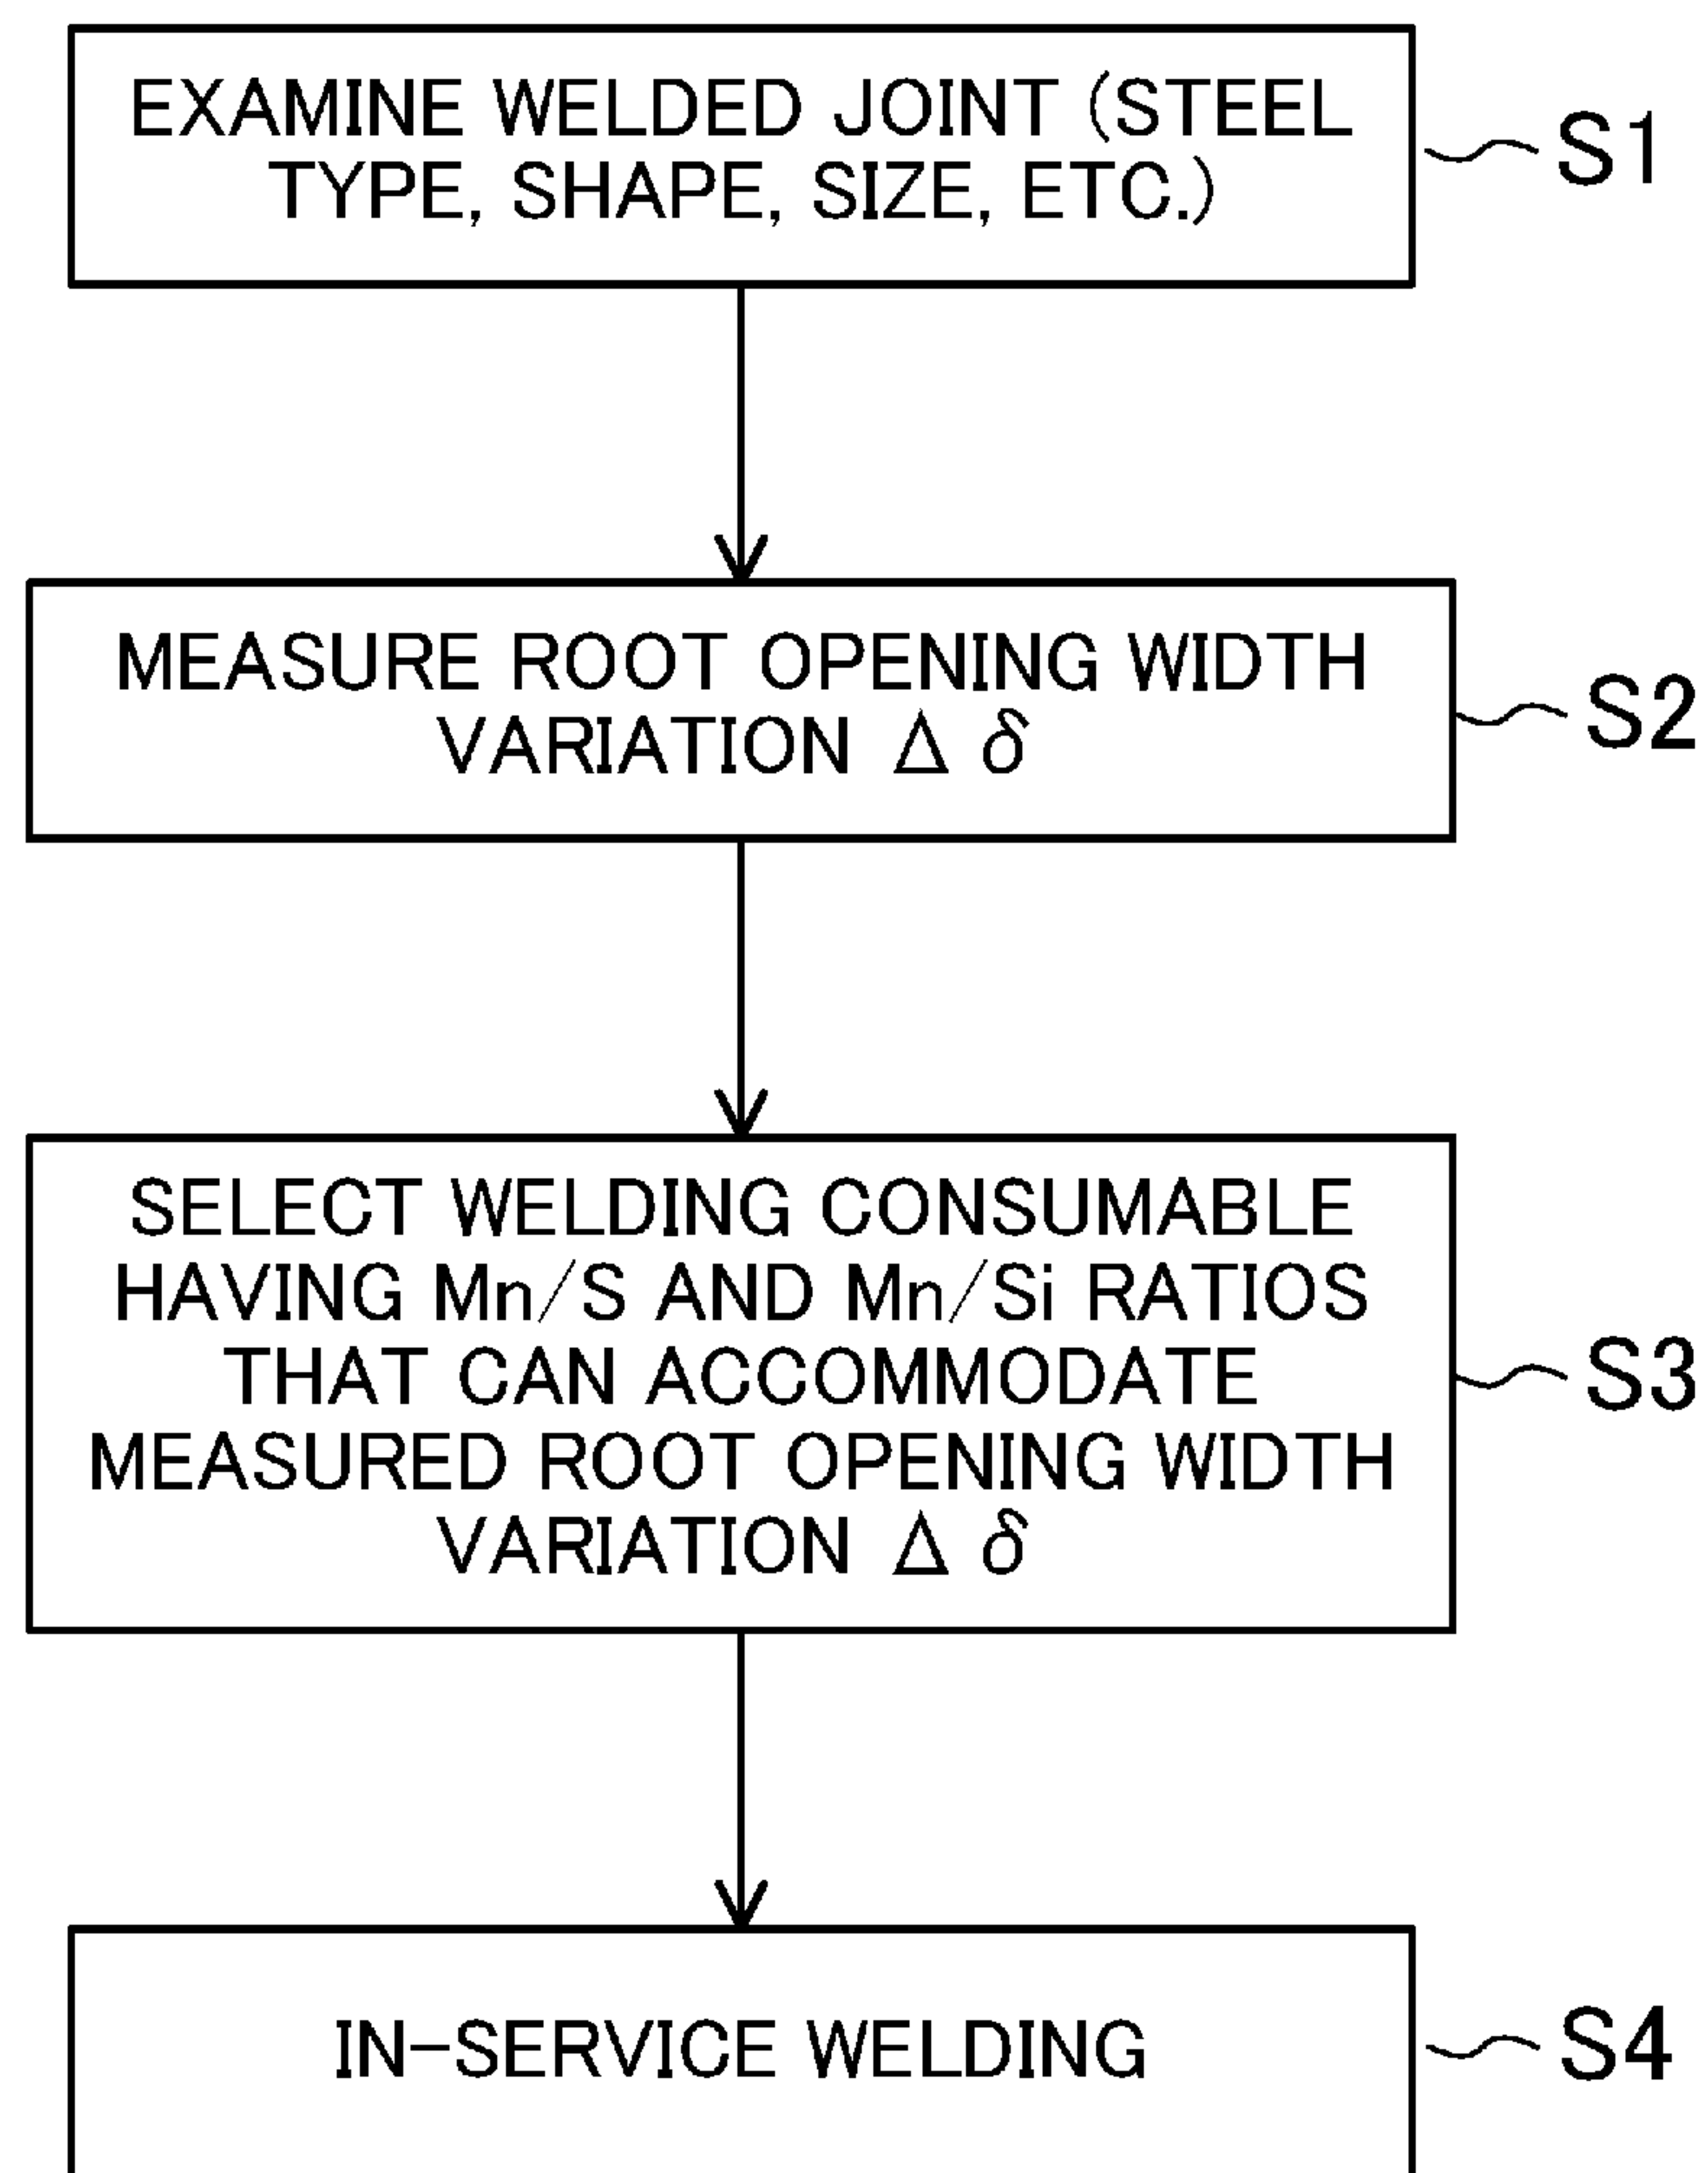 EXAMINE WELDED JOINT (STEEL
TYPE, SHAPE, SIZE, ETC.)
S1
MEASURE ROOT OPENING WIDTH
VARIATION Δδ
S2
SELECT WELDING CONSUMABLE
HAVING Mn/S AND Mn/Si RATIOS
THAT CAN ACCOMMODATE
MEASURED ROOT OPENING WIDTH
VARIATION Δδ
S3
IN-SERVICE WELDING
S4